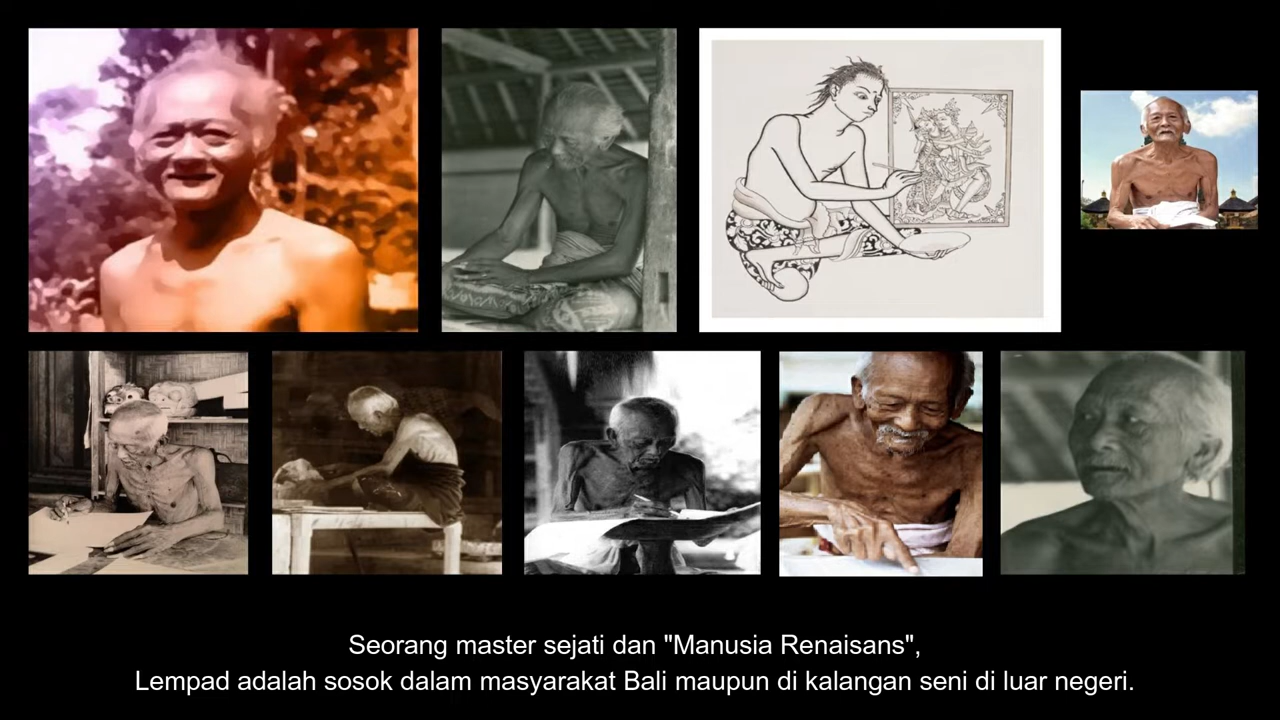 Seorang master sejati dan "Manusia Renaisans",
Lempad adalah sosok dalam masyarakat Bali maupun di kalangan seni di luar negeri.